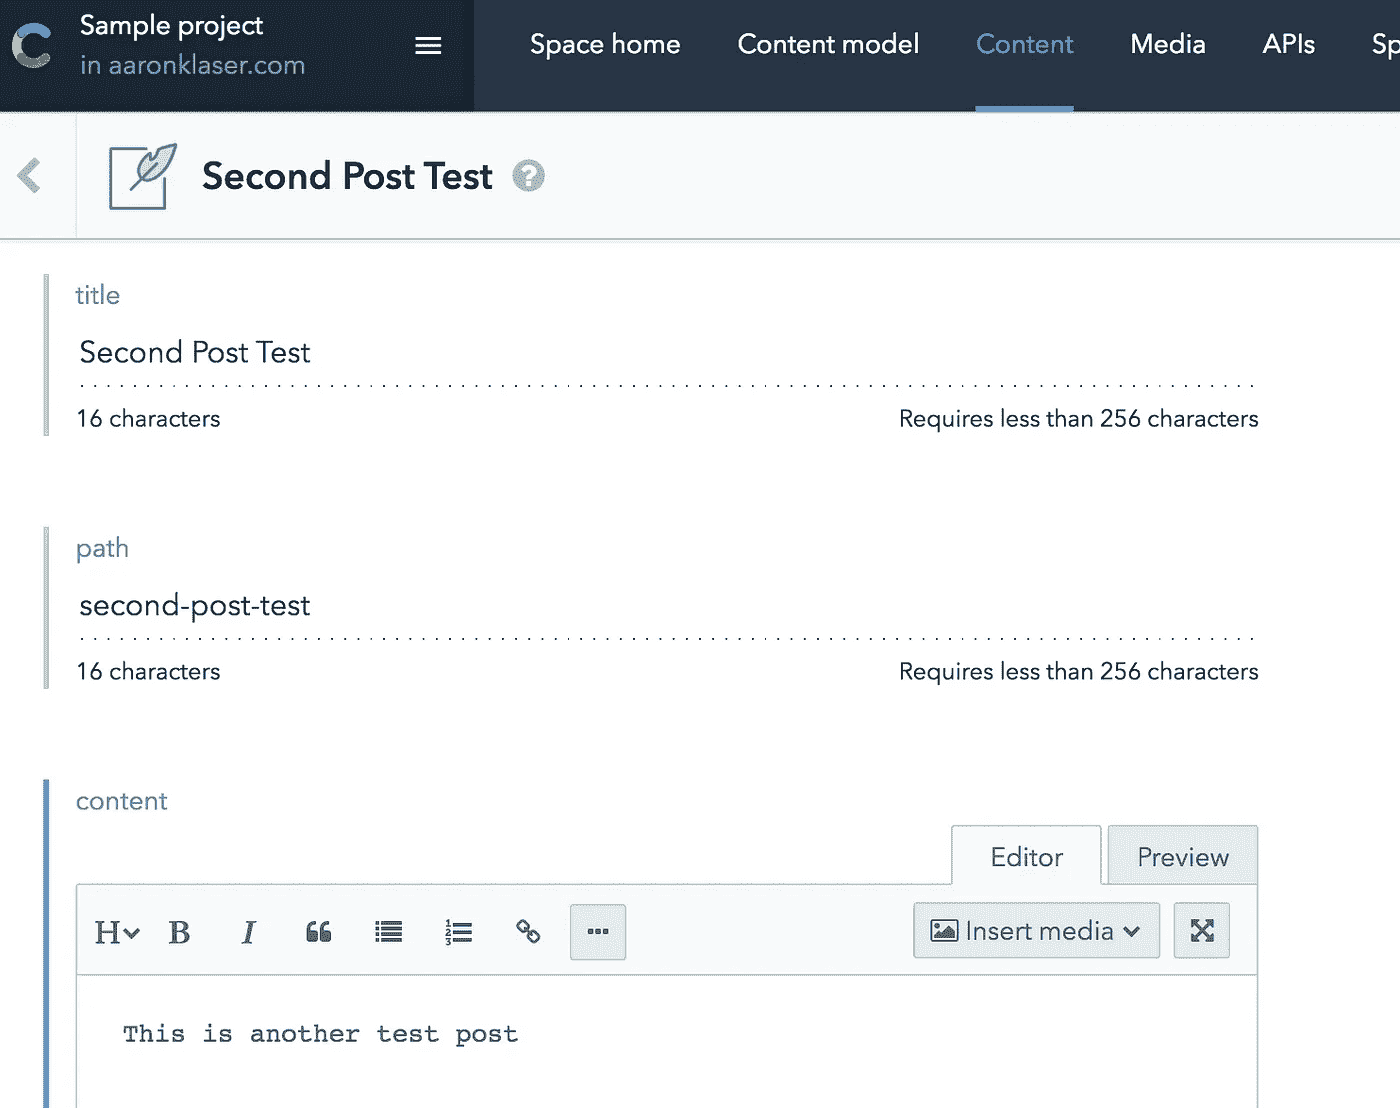 Sample project
in aaronklaser.com
Space home Content model Content Media APIs Sp
Second Post Test ?
title
Second Post Test
16 characters Requires less than 256 characters
path
second-post-test
16 characters Requires less than 256 characters
content
Editor Preview
H B I Insert media
This is another test post